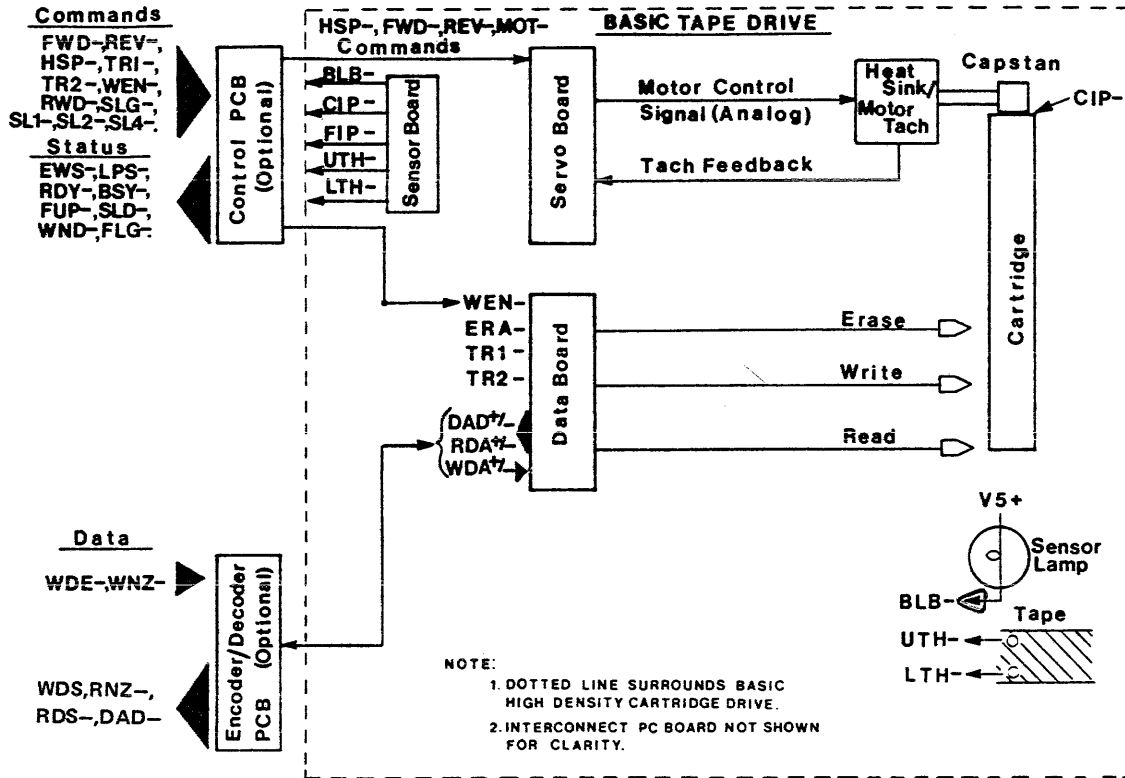 Commands
FWD-,REV-,
HSP-,TR1-,
TR2-,WEN-,
RWD-,SLG-,
SL1-,SL2-,SL4-.
Status
EWS-,LPS-,
RDY-,BSY-,
FUP-,SLD-,
WND-,FLG-.
Control PCB
(Optional)
HSP-,FWD-,REV-,MOT-
Commands
BASIC TAPE DRIVE
BLB-
CIP-
FIP-
UTH-
LTH-
Sensor Board
Servo Board
Motor Control
Signal (Analog)
Tach Feedback
Heat
Sink/
Motor
Tach
Capstan
CIP-
Cartridge
WEN-
ERA-
TR1-
TR2-
DAD+/-
RDA+/-
WDA+/-
Data Board
Erase
Write
Read
Data
WDE-,WNZ-
WDS,RNZ-,
RDS-,DAD-
Encoder/Decoder
PCB (Optional)
V5+
Sensor
Lamp
BLB-
Tape
UTH-
LTH-
NOTE:
1. DOTTED LINE SURROUNDS BASIC
HIGH DENSITY CARTRIDGE DRIVE.
2. INTERCONNECT PC BOARD NOT SHOWN
FOR CLARITY.